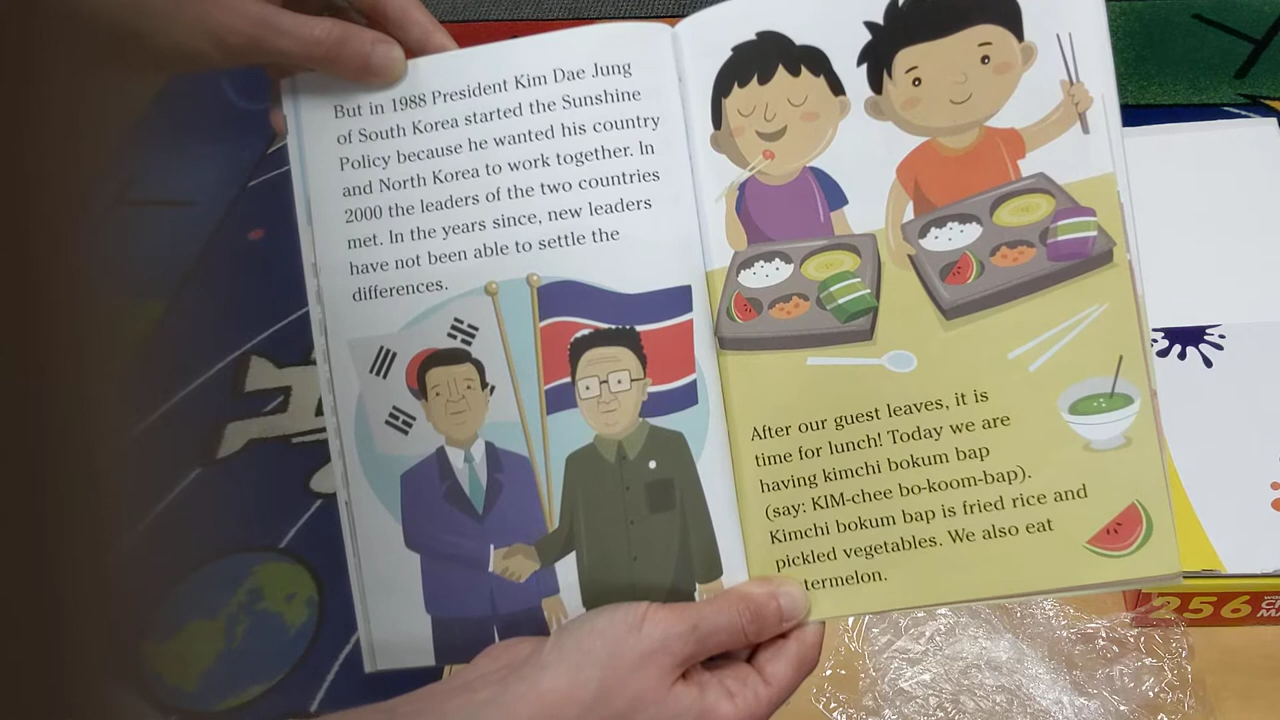 But in 1988 President Kim Dae Jung
of South Korea started the Sunshine
Policy because he wanted his country
and North Korea to work together. In
2000 the leaders of the two countries
met. In the years since, new leaders
have not been able to settle the
differences.
After our guest leaves, it is
time for lunch! Today we are
having kimchi bokum bap
(say: KIM-chee bo-koom-bap).
Kimchi bokum bap is fried rice and
pickled vegetables. We also eat
termelon.
256